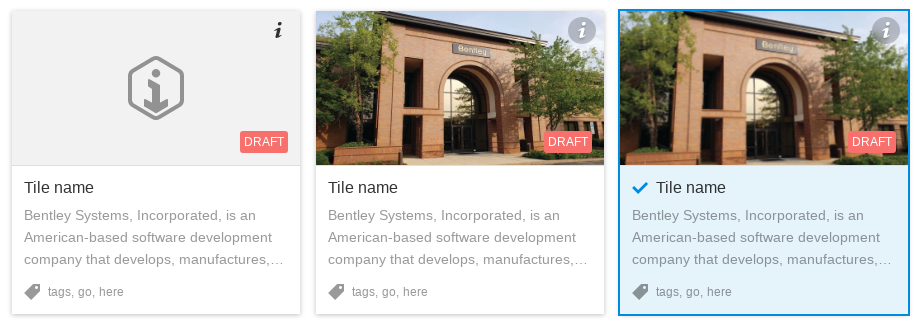 DRAFT
Tile name
Bentley Systems, Incorporated, is an
American-based software development
company that develops, manufactures,...
tags, go, here
Bentley
DRAFT
Tile name
Bentley Systems, Incorporated, is an
American-based software development
company that develops, manufactures,...
tags, go, here
Bentley
DRAFT
Tile name
Bentley Systems, Incorporated, is an
American-based software development
company that develops, manufactures,...
tags, go, here